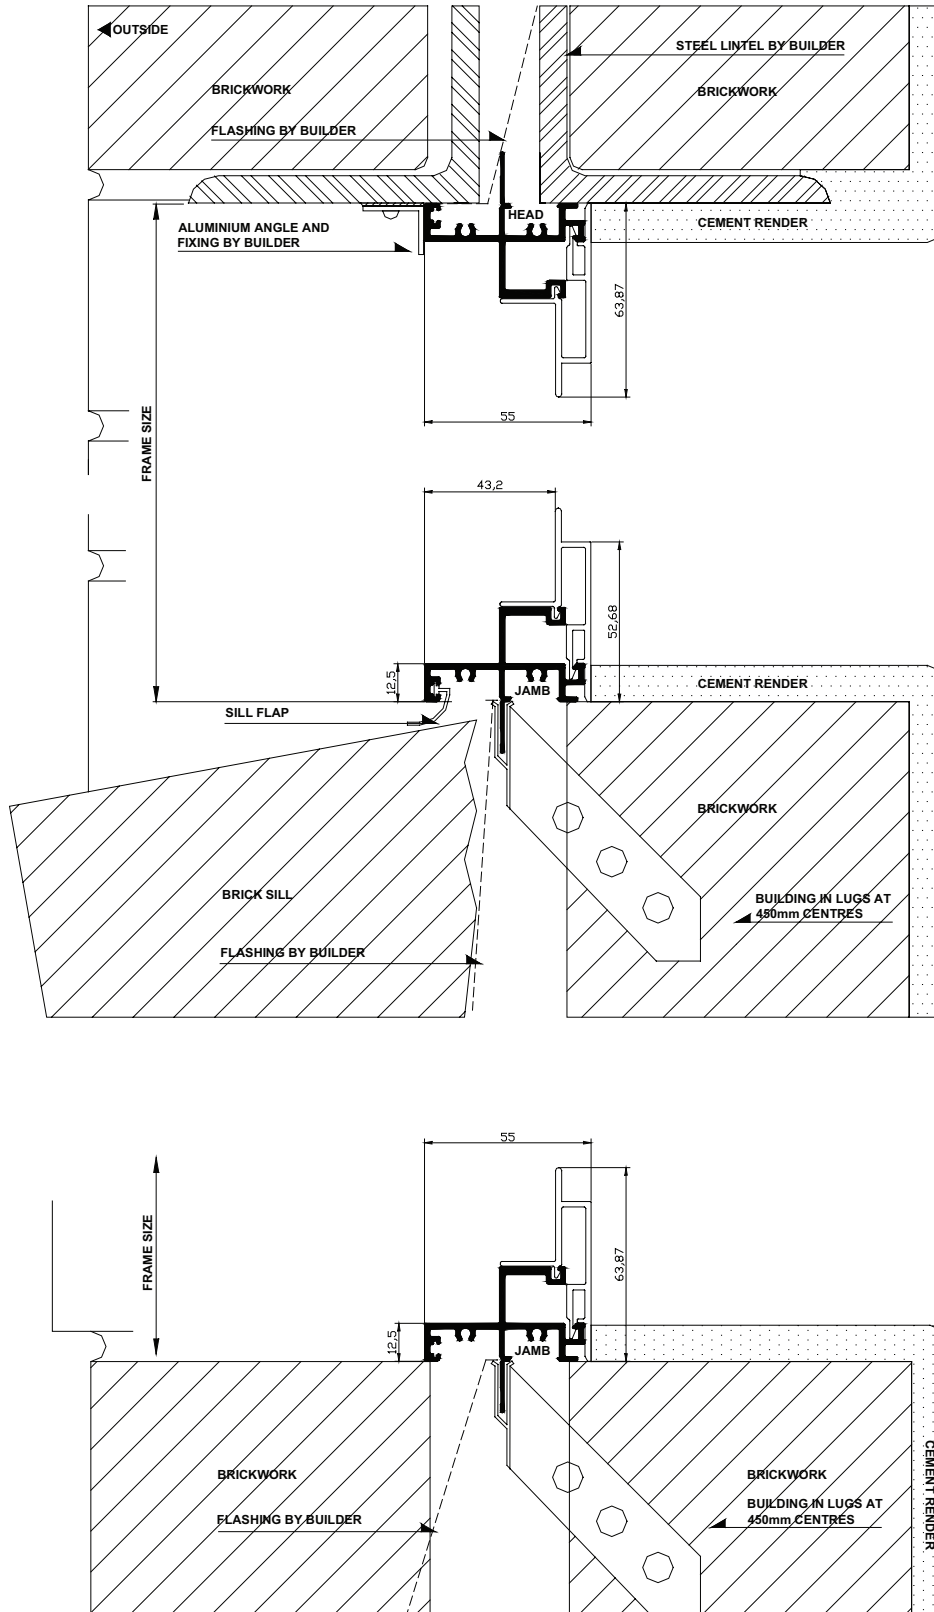 OUTSIDE
STEEL LINTEL BY BUILDER
BRICKWORK
BRICKWORK
FLASHING BY BUILDER
HEAD
CEMENT RENDER
ALUMINIUM ANGLE AND
FIXING BY BUILDER
63,87
55
FRAME SIZE
43,2
52,68
12,5
CEMENT RENDER
JAMB
SILL FLAP
BRICKWORK
BRICK SILL
BUILDING IN LUGS AT
450mm CENTRES
FLASHING BY BUILDER
55
FRAME SIZE
63,87
12,5
JAMB
CEMENT RENDER
BRICKWORK
BRICKWORK
BUILDING IN LUGS AT
450mm CENTRES
FLASHING BY BUILDER